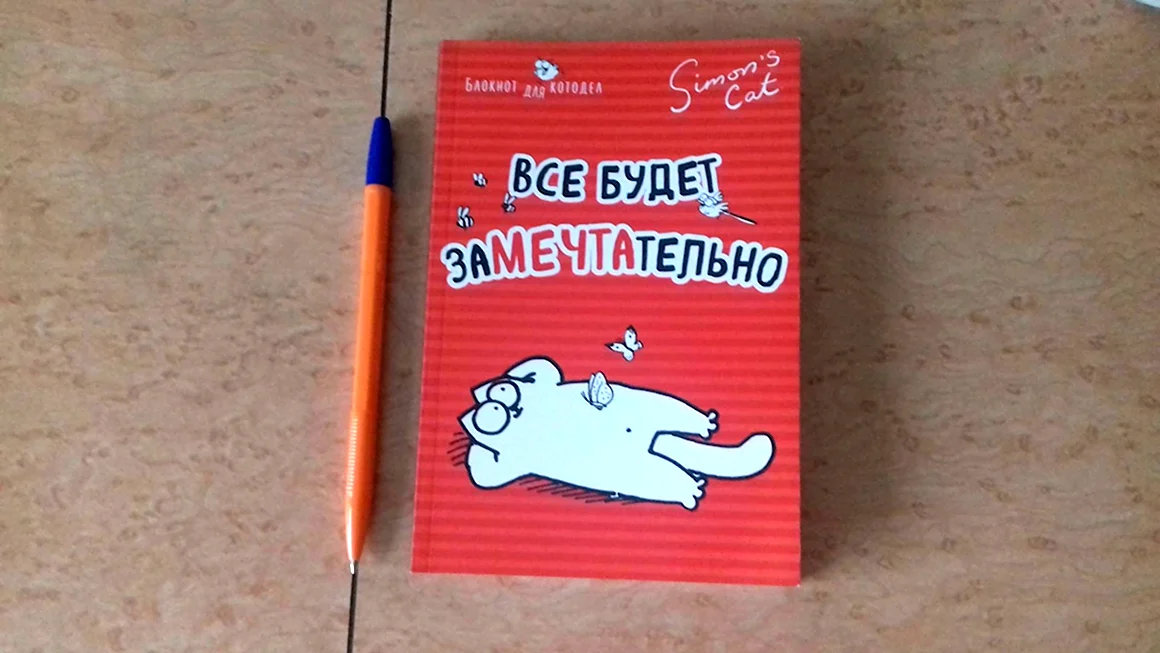 Блокнот для котодел
Simon's
Cat
ВСЕ БУДЕТ
ЗАМЕЧТАТЕЛЬНО